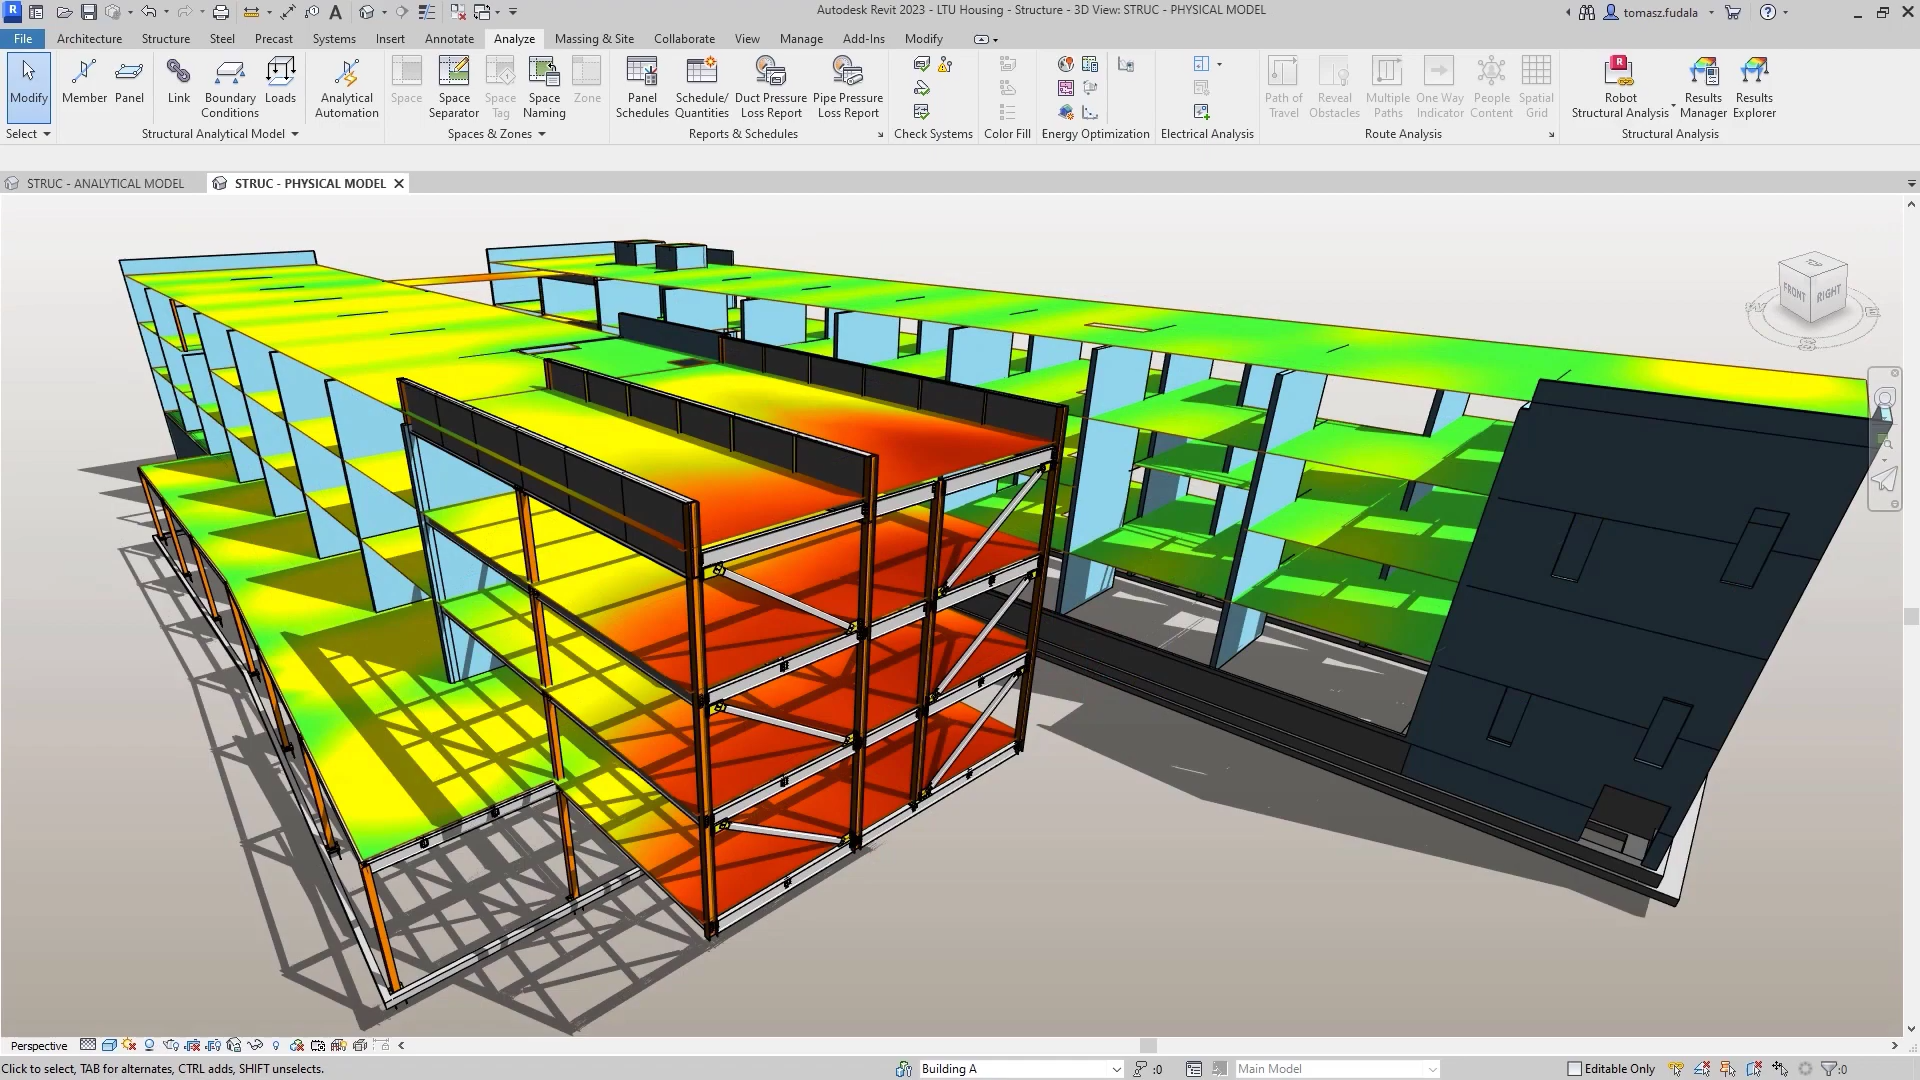 R
A
Autodesk Revit 2023 - LTU Housing - Structure - 3D View: STRUC - PHYSICAL MODEL
tomasz.fudala
File Architecture Structure Steel Precast Systems Insert Annotate Analyze Massing & Site Collaborate View Manage Add-Ins Modify
Modify
Member
Panel
Link
Boundary
Conditions
Loads
Analytical
Automation
Space
Space
Separator
Space
Tag
Space
Naming
Zone
Panel
Schedules
Schedule/
Quantities
Duct Pressure
Loss Report
Pipe Pressure
Loss Report
Path of
Travel
Reveal
Obstacles
Multiple
Paths
One Way
Indicator
People
Content
Spatial
Grid
R
Robot
Structural Analysis
Results
Manager
Results
Explorer
Select
Structural Analytical Model
Spaces & Zones
Reports & Schedules
Check Systems
Color Fill
Energy Optimization
Electrical Analysis
Route Analysis
Structural Analysis
STRUC - ANALYTICAL MODEL
STRUC - PHYSICAL MODEL
FRONT
RIGHT
E
S
Perspective
Click to select, TAB for alternates, CTRL adds, SHIFT unselects.
Building A
:0
Main Model
Editable Only
:0